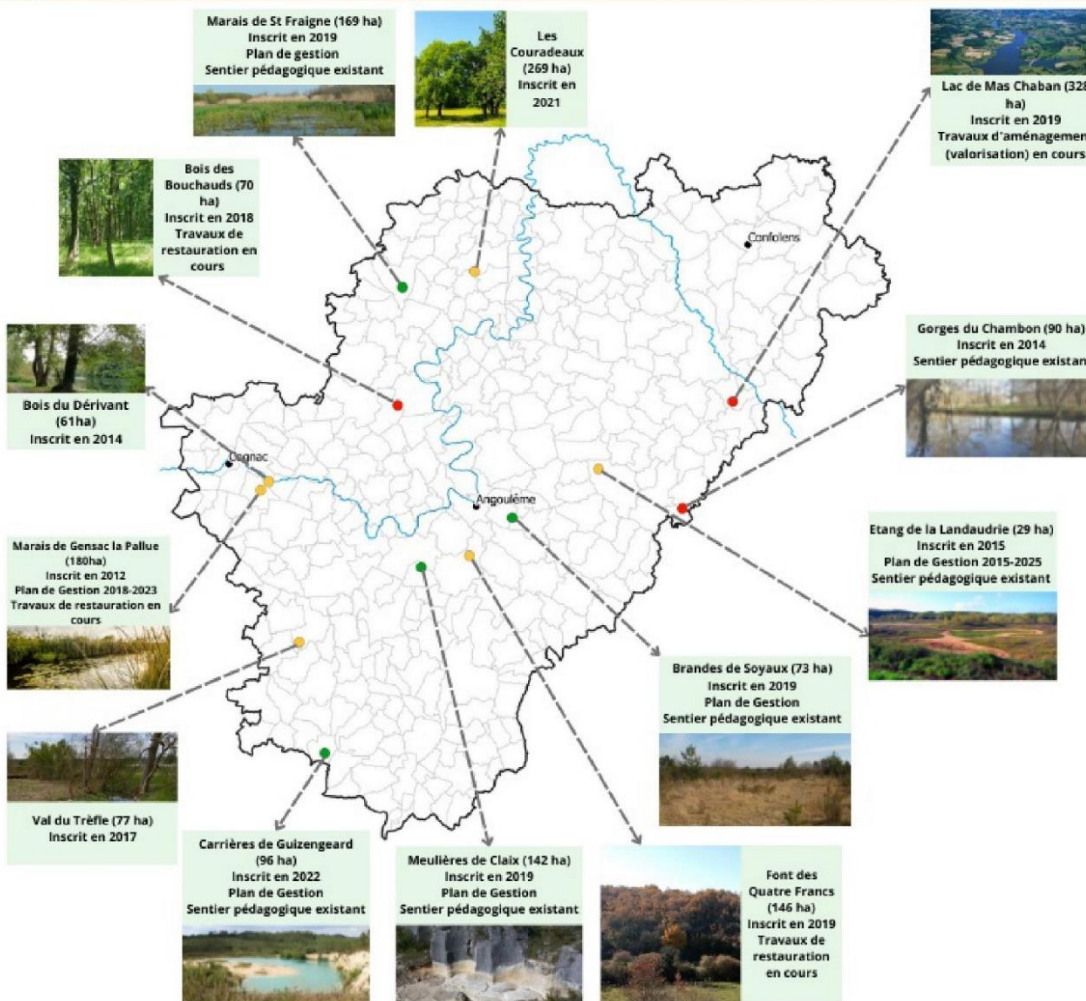 Marais de St Fraigne (169 ha)
Inscrit en 2019
Plan de gestion
Sentier pédagogique existant
Les
Couradeaux
(269 ha)
Inscrit en
2021
Lac de Mas Chaban (328
ha)
Inscrit en 2019
Travaux d'aménagemen
(valorisation) en cours
Bois des
Bouchauds (70
ha)
Inscrit en 2018
Travaux de
restauration en
cours
Confolens
Gorges du Chambon (90 ha)
Inscrit en 2014
Sentier pédagogique existant
Bois du Dérivant
(61ha)
Inscrit en 2014
Cognac
Angoulême
Etang de la Landaudrie (29 ha)
Inscrit en 2015
Plan de Gestion 2015-2025
Sentier pédagogique existant
Marais de Gensac la Pallue
(180ha)
Inscrit en 2012
Plan de Gestion 2018-2023
Travaux de restauration en
cours
Brandes de Soyaux (73 ha)
Inscrit en 2019
Plan de Gestion
Sentier pédagogique existant
Val du Trèfle (77 ha)
Inscrit en 2017
Carrières de Guizengeard
(96 ha)
Inscrit en 2022
Plan de Gestion
Sentier pédagogique existant
Meulières de Claix (142 ha)
Inscrit en 2019
Plan de Gestion
Sentier pédagogique existant
Font des
Quatre Francs
(146 ha)
Inscrit en 2019
Travaux de
restauration
en cours